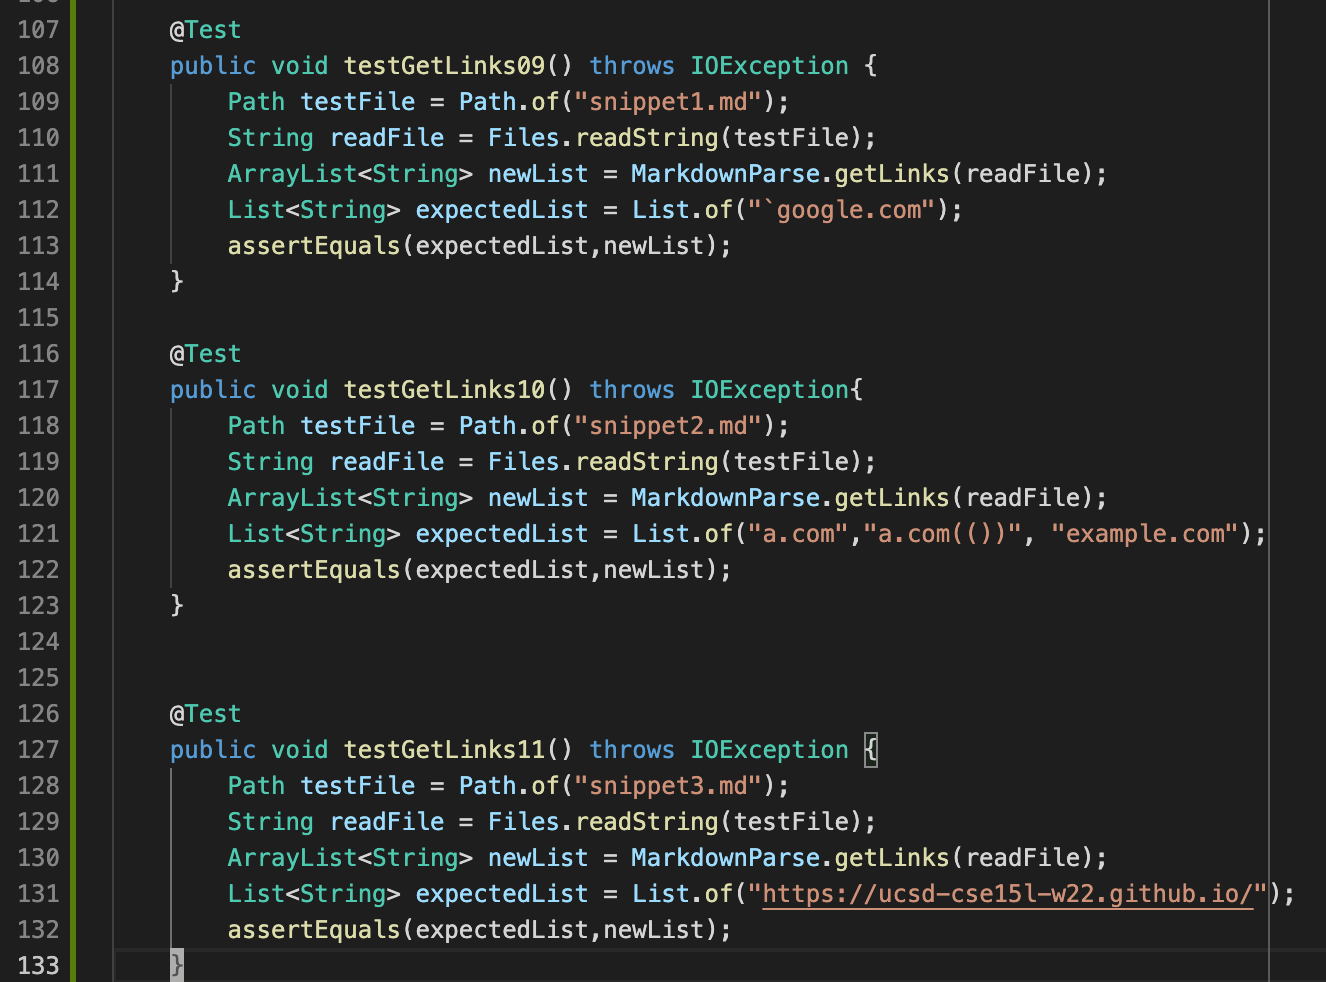 107 @Test
108 public void testGetLinks09() throws IOException {
109 Path testFile = Path.of("snippet1.md");
110 String readFile = Files.readString(testFile);
111 ArrayList<String> newList = MarkdownParse.getLinks(readFile);
112 List<String> expectedList = List.of("`google.com");
113 assertEquals(expectedList,newList);
114 }
115
116 @Test
117 public void testGetLinks10() throws IOException{
118 Path testFile = Path.of("snippet2.md");
119 String readFile = Files.readString(testFile);
120 ArrayList<String> newList = MarkdownParse.getLinks(readFile);
121 List<String> expectedList = List.of("a.com","a.com(())", "example.com");
122 assertEquals(expectedList,newList);
123 }
124
125
126 @Test
127 public void testGetLinks11() throws IOException {
128 Path testFile = Path.of("snippet3.md");
129 String readFile = Files.readString(testFile);
130 ArrayList<String> newList = MarkdownParse.getLinks(readFile);
131 List<String> expectedList = List.of("https://ucsd-cse15l-w22.github.io/");
132 assertEquals(expectedList,newList);
133 }